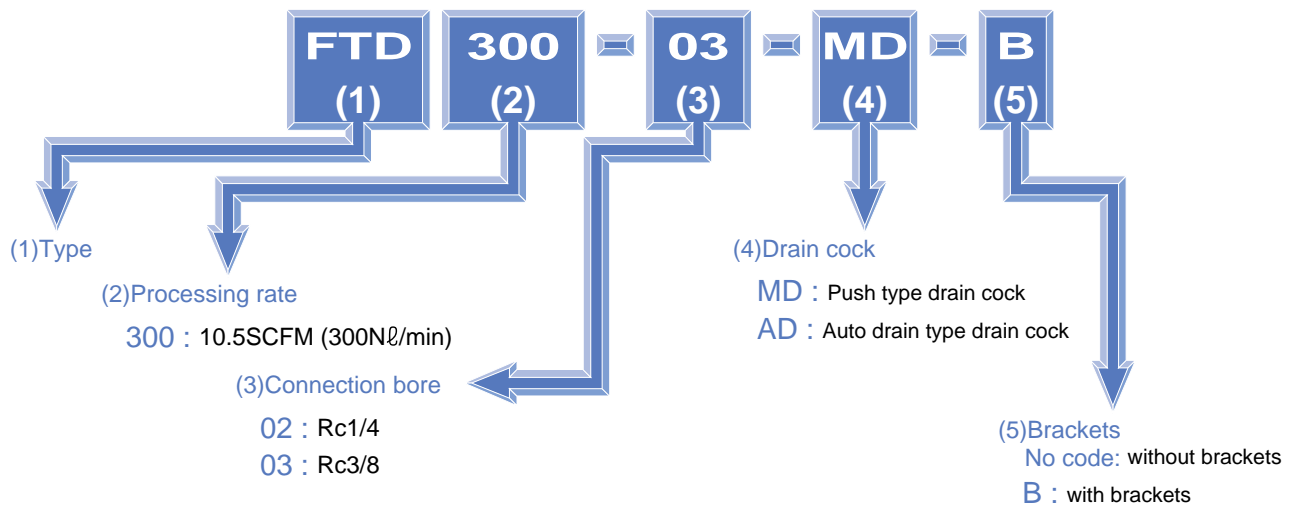 FTD 300 - 03 - MD - B
(1) (2) (3) (4) (5)
(1)Type
(2)Processing rate
300 : 10.5SCFM (300Nℓ/min)
(3)Connection bore
02 : Rc1/4
03 : Rc3/8
(4)Drain cock
MD : Push type drain cock
AD : Auto drain type drain cock
(5)Brackets
No code: without brackets
B : with brackets